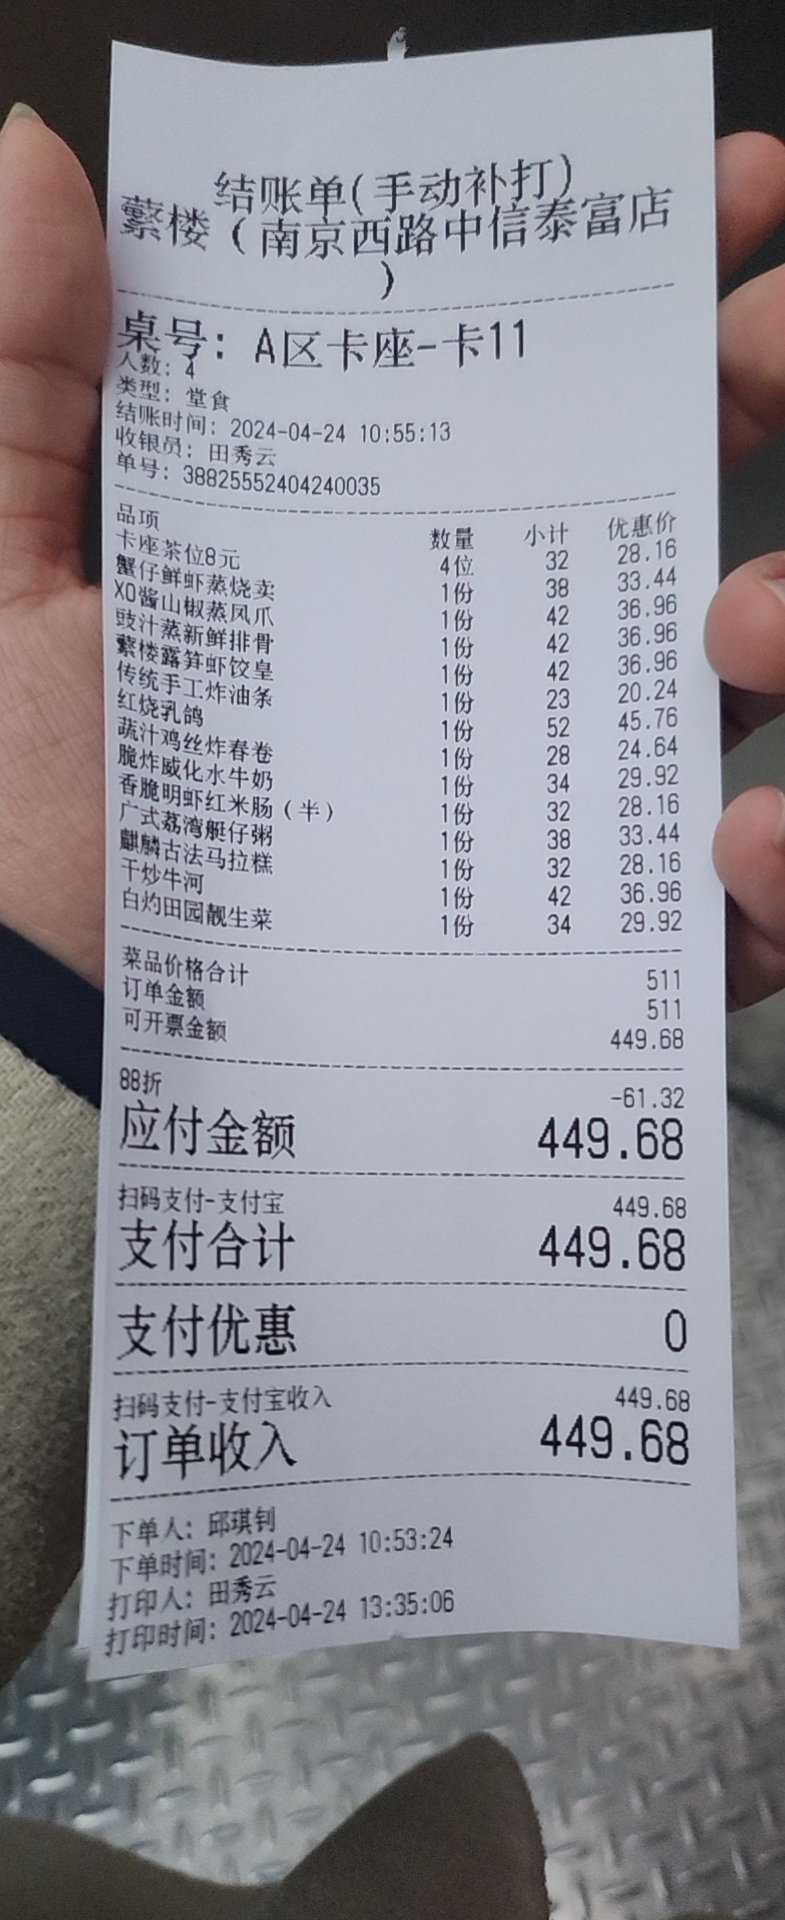 结账单(手动补打)
蘩楼（南京西路中信泰富店
）
桌号：A区卡座-卡11
人数：4
类型：堂食
结账时间：2024-04-24 10:55:13
收银员：田秀云
单号：38825552404240035
品项 数量 小计 优惠价
卡座茶位8元 4位 32 28.16
蟹仔鲜虾蒸烧卖 1份 38 33.44
XO酱山椒蒸凤爪 1份 42 36.96
豉汁蒸新鲜排骨 1份 42 36.96
蘩楼露笋虾饺皇 1份 42 36.96
传统手工炸油条 1份 23 20.24
红烧乳鸽 1份 52 45.76
蔬汁鸡丝炸春卷 1份 28 24.64
脆炸威化水牛奶 1份 34 29.92
香脆明虾红米肠（半） 1份 32 28.16
广式荔湾艇仔粥 1份 38 33.44
麒麟古法马拉糕 1份 32 28.16
干炒牛河 1份 42 36.96
白灼田园靓生菜 1份 34 29.92
菜品价格合计 511
订单金额 511
可开票金额 449.68
88折 -61.32
应付金额 449.68
扫码支付-支付宝 449.68
支付合计 449.68
支付优惠 0
扫码支付-支付宝收入 449.68
订单收入 449.68
下单人：邱琪钊
下单时间：2024-04-24 10:53:24
打印人：田秀云
打印时间：2024-04-24 13:35:06